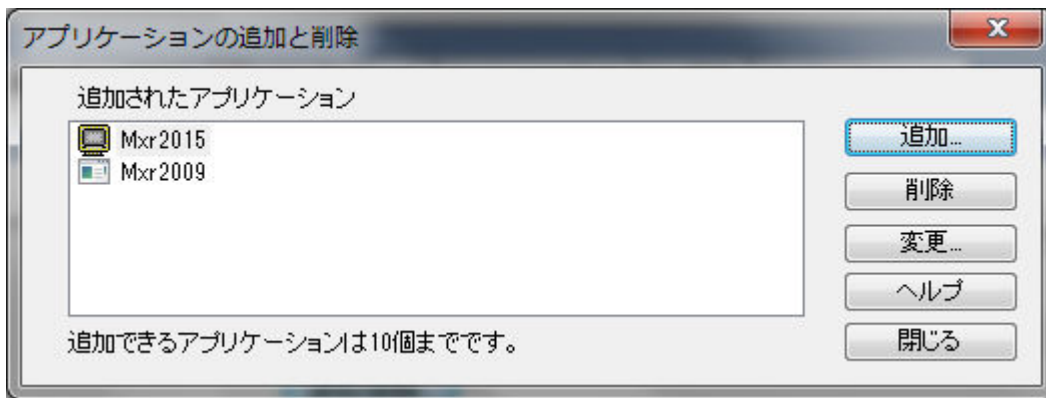 アプリケーションの追加と削除
追加されたアプリケーション
Mxr2015
Mxr2009
追加...
削除
変更...
ヘルプ
閉じる
追加できるアプリケーションは10個までです。